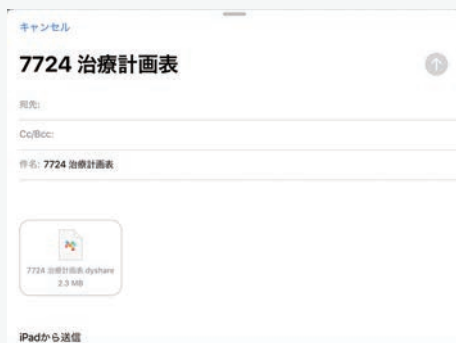 キャンセル
7724 治療計画表
宛先:
Cc/Bcc:
件名: 7724 治療計画表
7724 治療計画表.dyshare
2.3 MB
iPadから送信